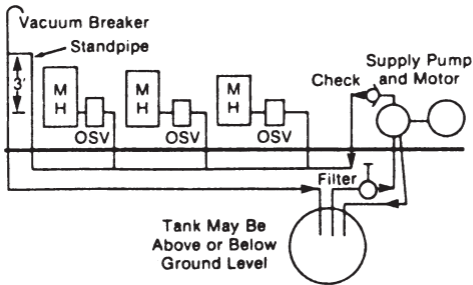 Vacuum Breaker
Standpipe
3'
M
H
OSV
M
H
OSV
M
H
OSV
Check
Supply Pump
and Motor
Filter
Tank May Be
Above or Below
Ground Level